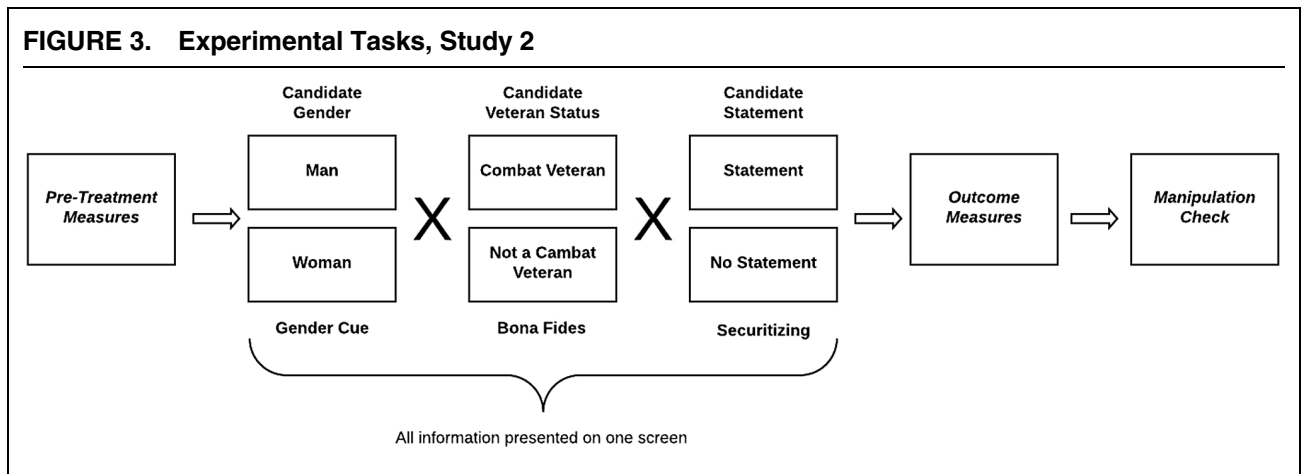 FIGURE 3. Experimental Tasks, Study 2
Candidate
Gender
Candidate
Veteran Status
Candidate
Statement
Pre-Treatment
Measures
Man
Woman
X
Combat Veteran
Not a Cambat
Veteran
X
Statement
No Statement
Outcome
Measures
Manipulation
Check
Gender Cue
Bona Fides
Securitizing
All information presented on one screen